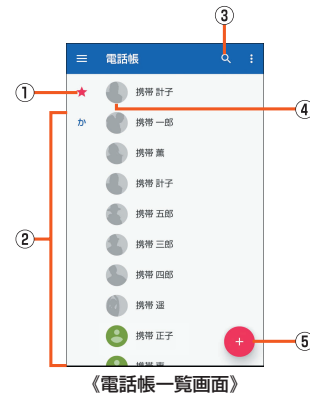 ③
電話帳
① ★ 携帯 計子
④
か 携帯 一郎
携帯 薫
携帯 計子
② 携帯 五郎
携帯 三郎
携帯 四郎
携帯 遥
携帯 正子
⑤
《電話帳一覧画面》